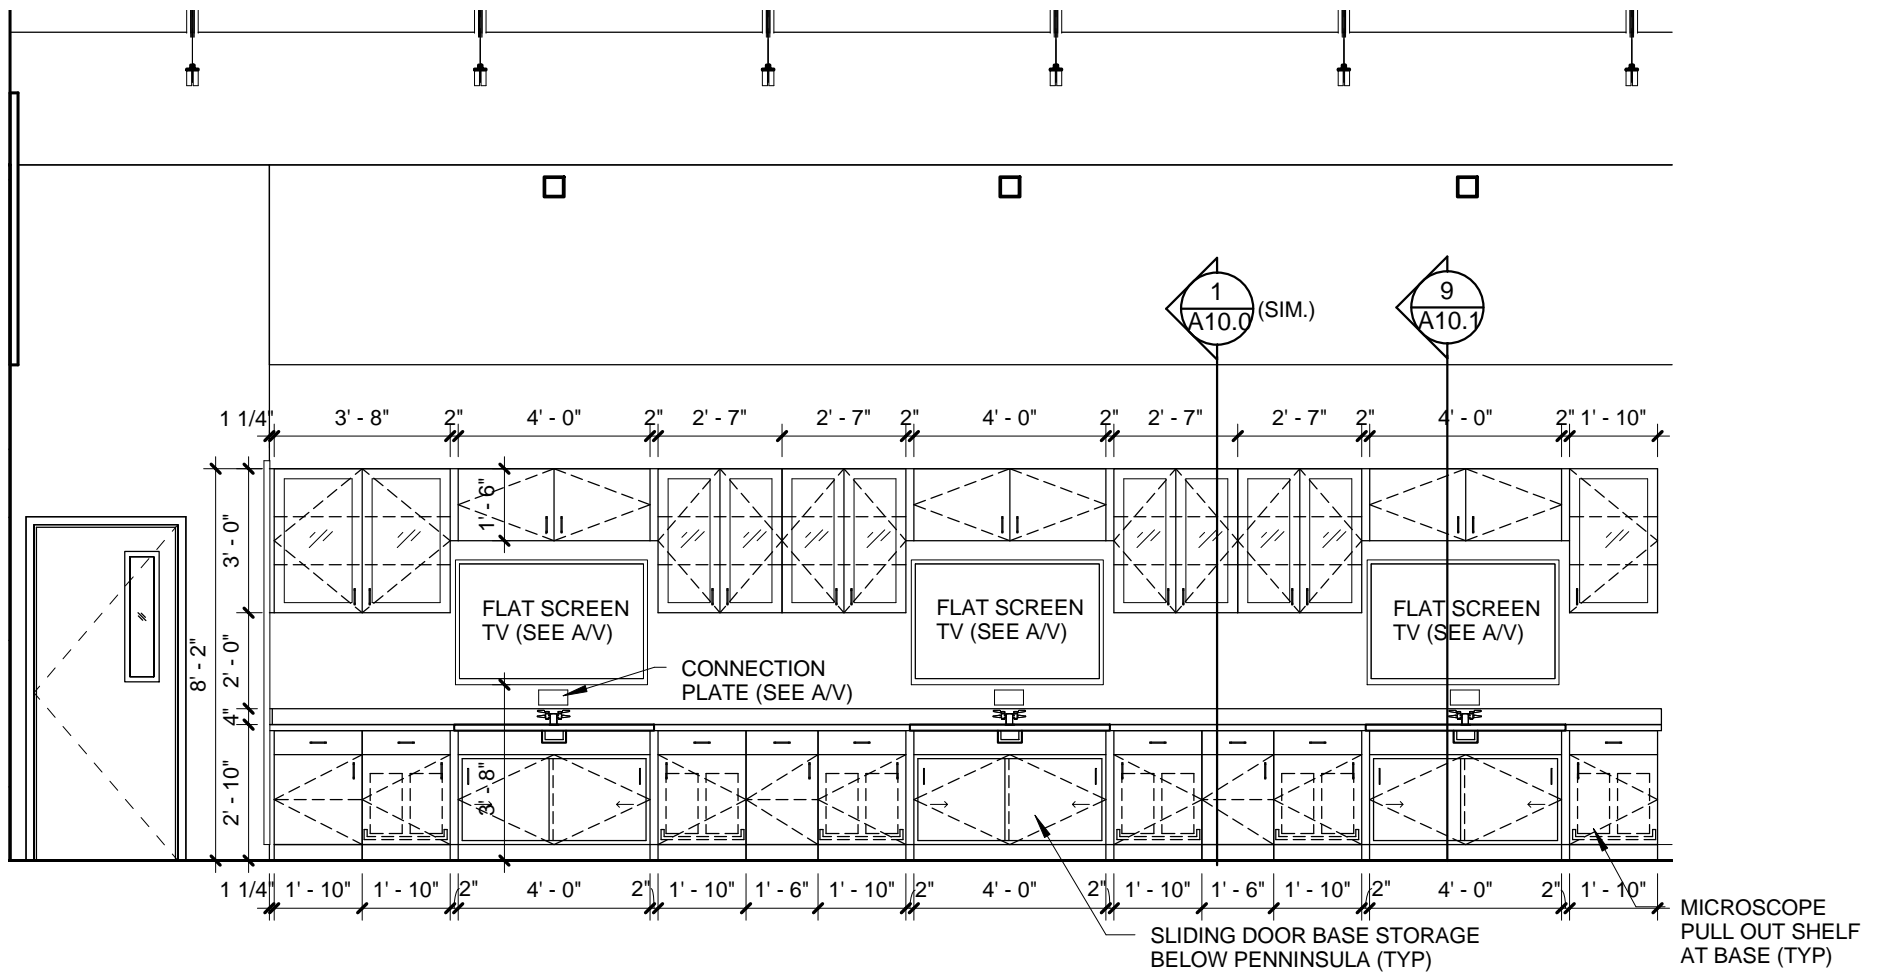 1
A10.0
(SIM.)
9
A10.1
1 1/4" 3' - 8" 2" 4' - 0" 2" 2' - 7" 2' - 7" 2" 4' - 0" 2" 2' - 7" 2' - 7" 2" 4' - 0" 2" 1' - 10"
1' - 6"
3' - 0"
8' - 2"
2' - 0"
4"
2' - 10"
3' - 8"
FLAT SCREEN
TV (SEE A/V)
FLAT SCREEN
TV (SEE A/V)
FLAT SCREEN
TV (SEE A/V)
CONNECTION
PLATE (SEE A/V)
1 1/4" 1' - 10" 1' - 10" 2" 4' - 0" 2" 1' - 10" 1' - 6" 1' - 10" 2" 4' - 0" 2" 1' - 10" 1' - 6" 1' - 10" 2" 4' - 0" 2" 1' - 10"
SLIDING DOOR BASE STORAGE
BELOW PENNINSULA (TYP)
MICROSCOPE
PULL OUT SHELF
AT BASE (TYP)